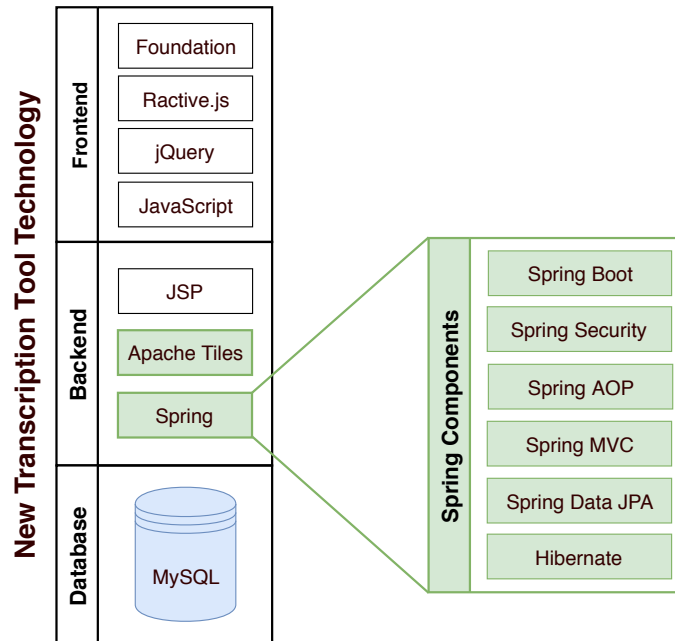 New Transcription Tool Technology
Frontend
Foundation
Ractive.js
jQuery
JavaScript
Backend
JSP
Apache Tiles
Spring
Database
MySQL
Spring Components
Spring Boot
Spring Security
Spring AOP
Spring MVC
Spring Data JPA
Hibernate